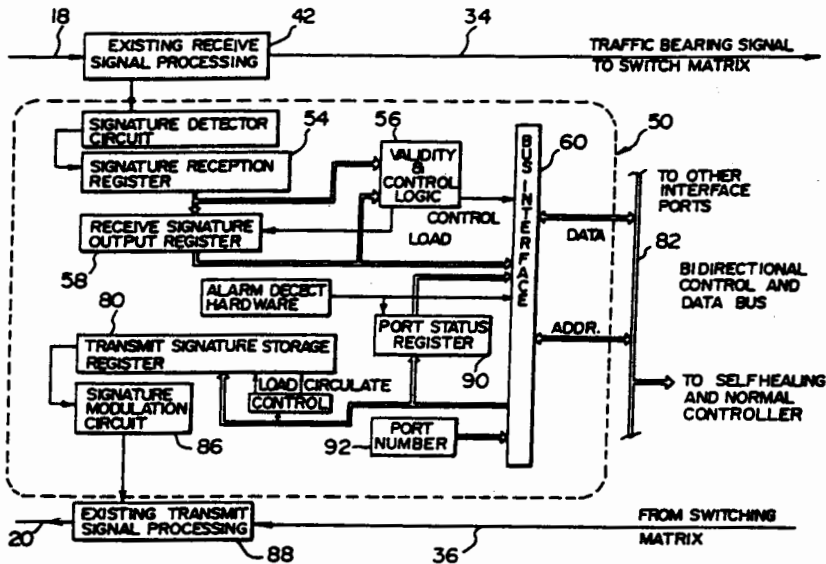 18
42
34
EXISTING RECEIVE
SIGNAL PROCESSING
TRAFFIC BEARING SIGNAL
TO SWITCH MATRIX
SIGNATURE DETECTOR
CIRCUIT
54
56
60
50
SIGNATURE RECEPTION
REGISTER
VALIDITY
&
CONTROL
LOGIC
BUS INTERFACE
TO OTHER
INTERFACE
PORTS
CONTROL
RECEIVE SIGNATURE
OUTPUT REGISTER
LOAD
DATA
82
58
BIDIRECTIONAL
CONTROL AND
DATA BUS
ALARM DECECT
HARDWARE
80
PORT STATUS
REGISTER
ADDR.
TRANSMIT SIGNATURE STORAGE
REGISTER
90
LOAD CIRCULATE
CONTROL
TO SELFHEALING
AND NORMAL
CONTROLLER
SIGNATURE
MODULATION
CIRCUIT
86
92
PORT
NUMBER
EXISTING TRANSMIT
SIGNAL PROCESSING
FROM SWITCHING
MATRIX
20
88
36